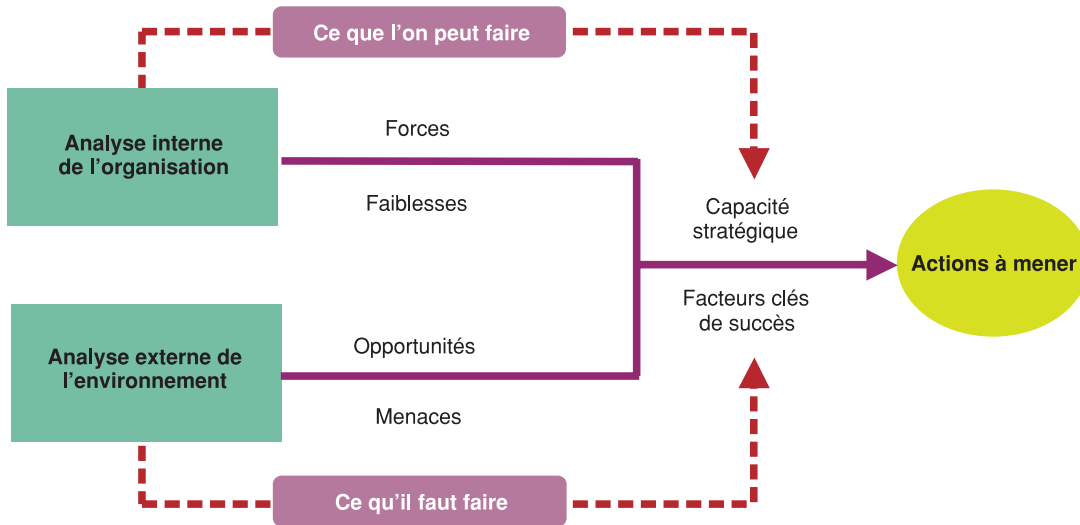 Ce que l'on peut faire
Analyse interne
de l’organisation
Forces
Faiblesses
Capacité
stratégique
Actions à mener
Facteurs clés
de succès
Analyse externe de
l’environnement
Opportunités
Menaces
Ce qu'il faut faire